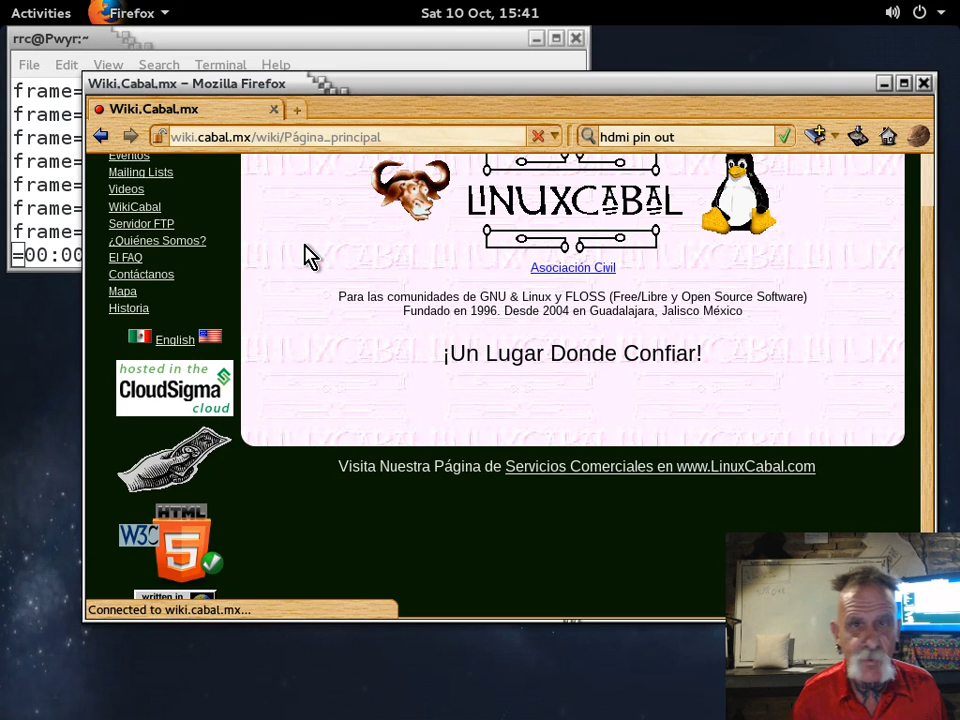 Activities
Firefox
Sat 10 Oct, 15:41
rrc@Pwyr:~
File Edit View Search Terminal Help
frame=
frame=
frame=
frame=
frame=
frame=
frame=
=00:00
Wiki.Cabal.mx - Mozilla Firefox
Wiki.Cabal.mx
wiki.cabal.mx/wiki/Página_principal
hdmi pin out
Eventos
Mailing Lists
Videos
WikiCabal
Servidor FTP
¿Quiénes Somos?
El FAQ
Contáctanos
Mapa
Historia
English
hosted in the
CloudSigma
cloud
HTML
W3C
5
written in
LINUXCABAL
Asociación Civil
Para las comunidades de GNU & Linux y FLOSS (Free/Libre y Open Source Software)
Fundado en 1996. Desde 2004 en Guadalajara, Jalisco México
¡Un Lugar Donde Confiar!
Visita Nuestra Página de Servicios Comerciales en www.LinuxCabal.com
Connected to wiki.cabal.mx...